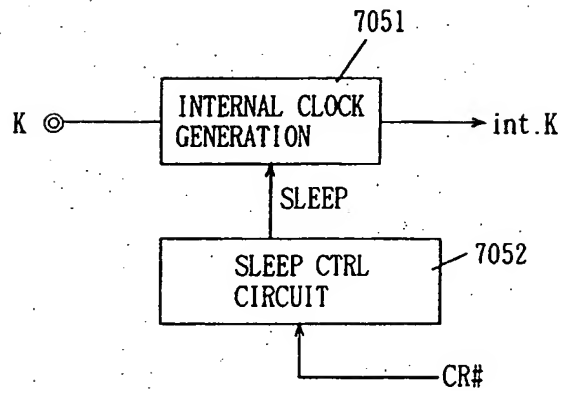 7051
INTERNAL CLOCK
GENERATION
K
int.K
SLEEP
SLEEP CTRL
CIRCUIT
7052
CR#